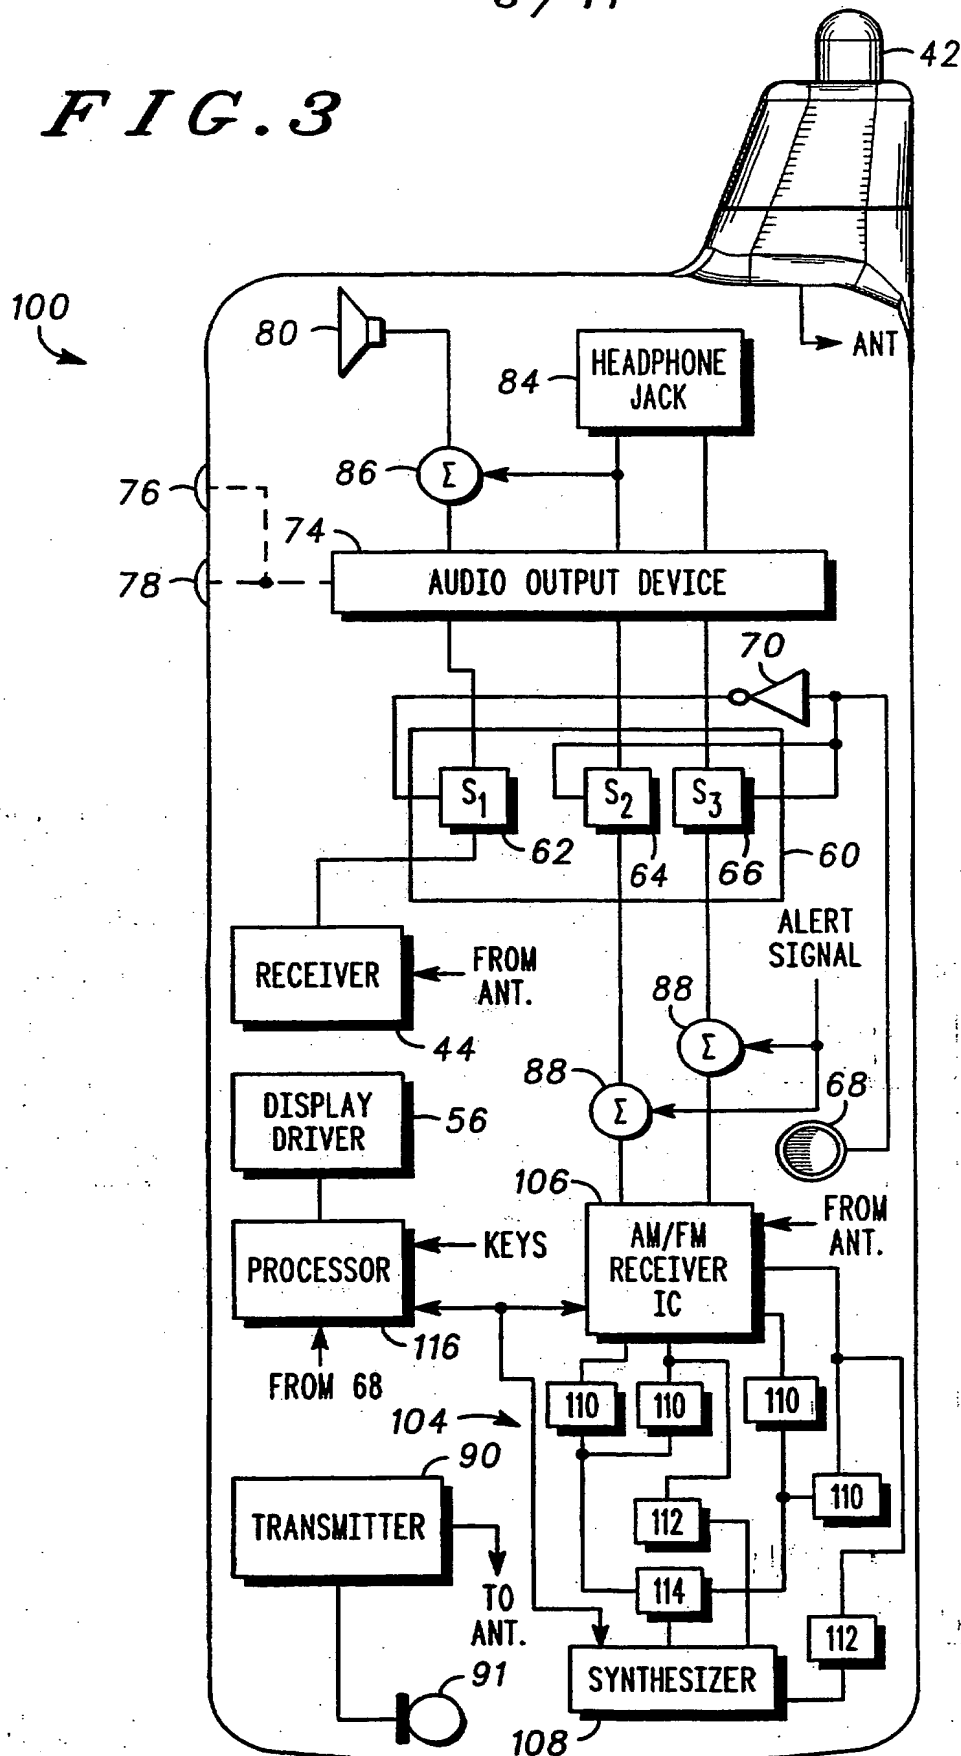 FIG.3
42
100
80
HEADPHONE
JACK
84
ANT
86
Σ
76
74
78
AUDIO OUTPUT DEVICE
70
S1
S2
S3
62
64
66
60
ALERT
SIGNAL
RECEIVER
FROM
ANT.
44
88
Σ
88
Σ
68
DISPLAY
DRIVER
56
106
AM/FM
RECEIVER
IC
FROM
ANT.
PROCESSOR
KEYS
116
FROM 68
110
110
110
104
90
110
TRANSMITTER
112
TO
ANT.
114
112
91
SYNTHESIZER
108